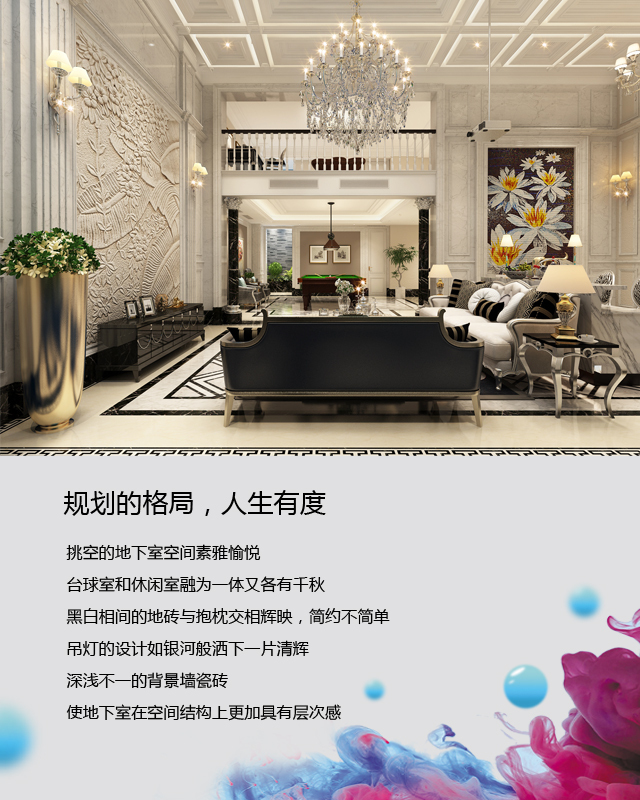 规划的格局，人生有度
挑空的地下室空间素雅愉悦
台球室和休闲室融为一体又各有千秋
黑白相间的地砖与抱枕交相辉映，简约不简单
吊灯的设计如银河般洒下一片清辉
深浅不一的背景墙瓷砖
使地下室在空间结构上更加具有层次感